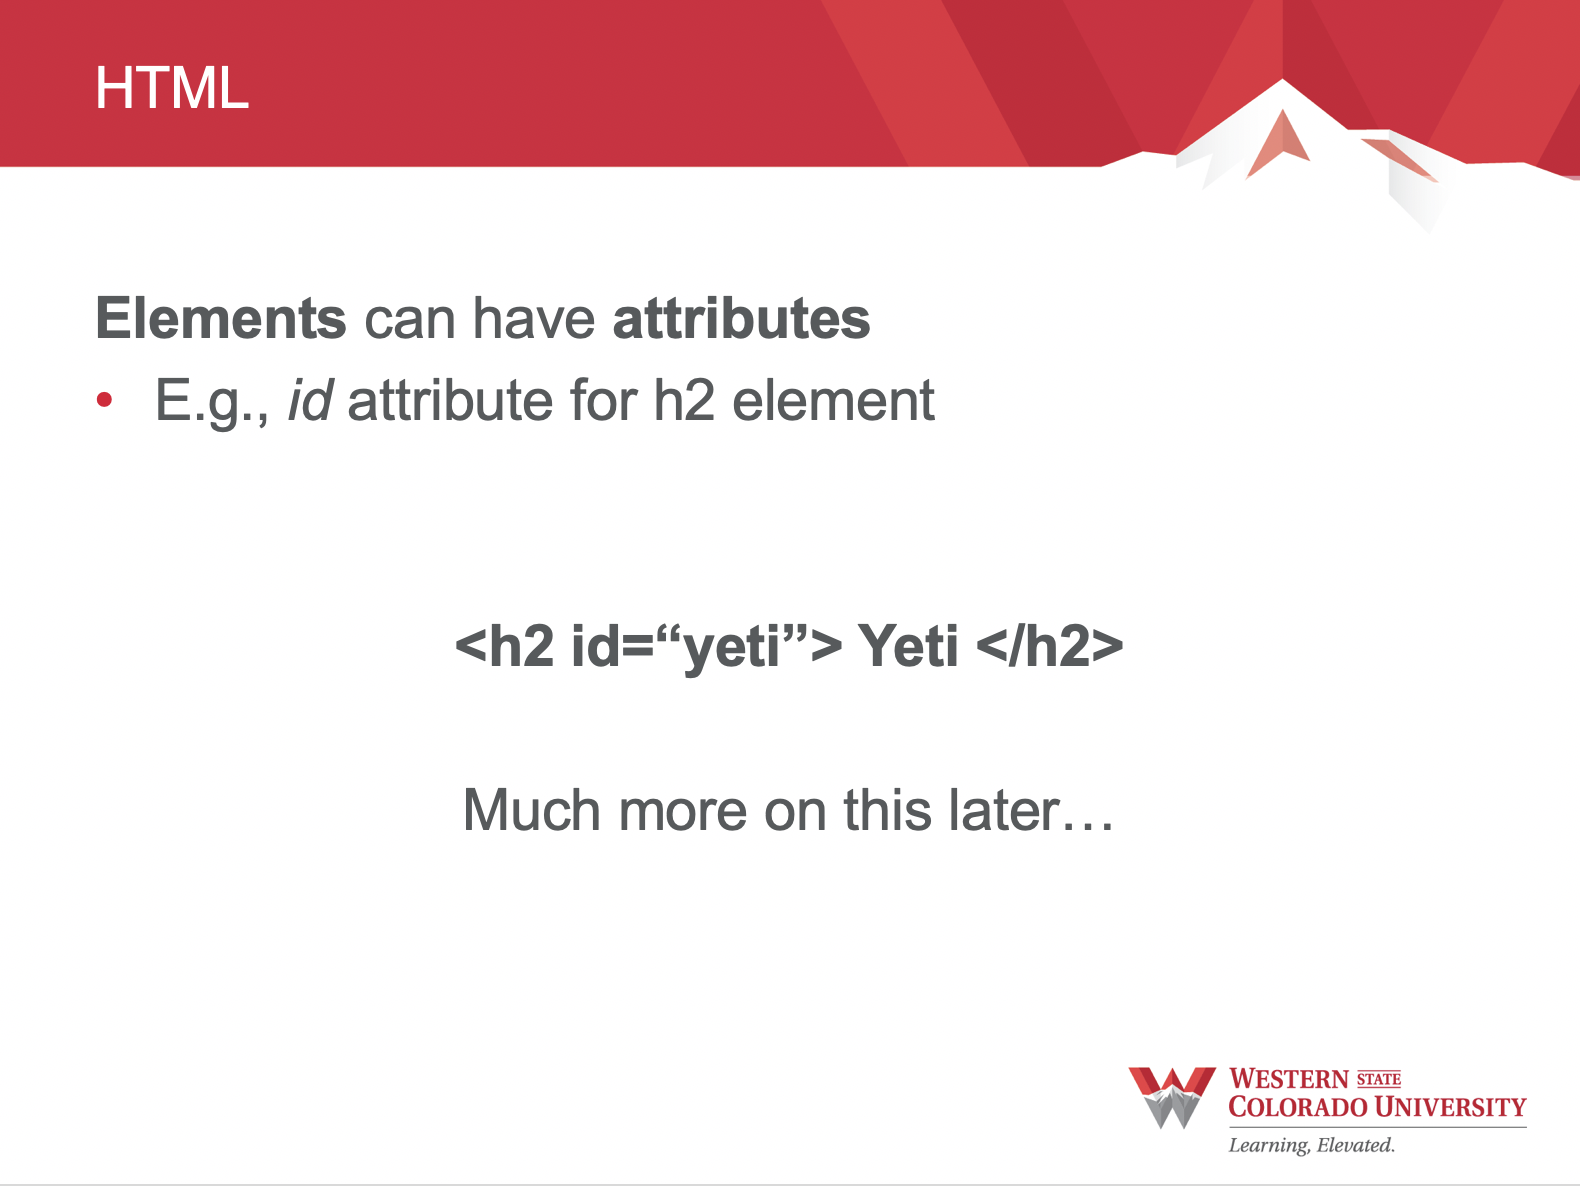 HTML
Elements can have attributes
• E.g., id attribute for h2 element
<h2 id=“yeti”> Yeti </h2>
Much more on this later…
WESTERN STATE
COLORADO UNIVERSITY
Learning, Elevated.